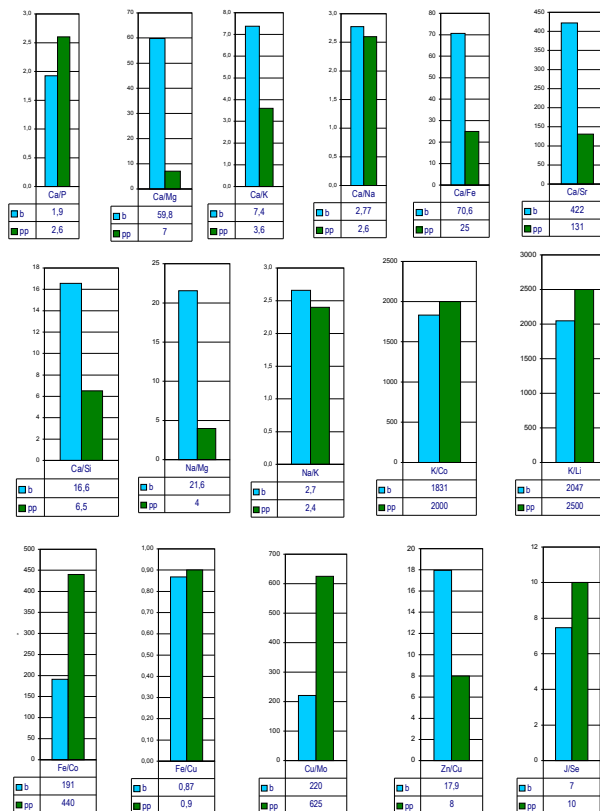 3,0
2,5
2,0
1,5
1,0
0,5
0,0
Ca/P
b 1,9
pp 2,6
70
60
50
40
30
20
10
0
Ca/Mg
b 59,8
pp 7
8,0
7,0
6,0
5,0
4,0
3,0
2,0
1,0
0,0
Ca/K
b 7,4
pp 3,6
3,0
2,5
2,0
1,5
1,0
0,5
0,0
Ca/Na
b 2,77
pp 2,6
80
70
60
50
40
30
20
10
0
Ca/Fe
b 70,6
pp 25
450
400
350
300
250
200
150
100
50
0
Ca/Sr
b 422
pp 131
18
16
14
12
10
8
6
4
2
0
Ca/Si
b 16,6
pp 6,5
25
20
15
10
5
0
Na/Mg
b 21,6
pp 4
3,0
2,5
2,0
1,5
1,0
0,5
0,0
Na/K
b 2,7
pp 2,4
2500
2000
1500
1000
500
0
K/Co
b 1831
pp 2000
3000
2500
2000
1500
1000
500
0
K/Li
b 2047
pp 2500
500
450
400
350
300
250
200
150
100
50
0
Fe/Co
b 191
pp 440
1,00
0,90
0,80
0,70
0,60
0,50
0,40
0,30
0,20
0,10
0,00
Fe/Cu
b 0,87
pp 0,9
700
600
500
400
300
200
100
0
Cu/Mo
b 220
pp 625
20
18
16
14
12
10
8
6
4
2
0
Zn/Cu
b 17,9
pp 8
12
10
8
6
4
2
0
J/Se
b 7
pp 10